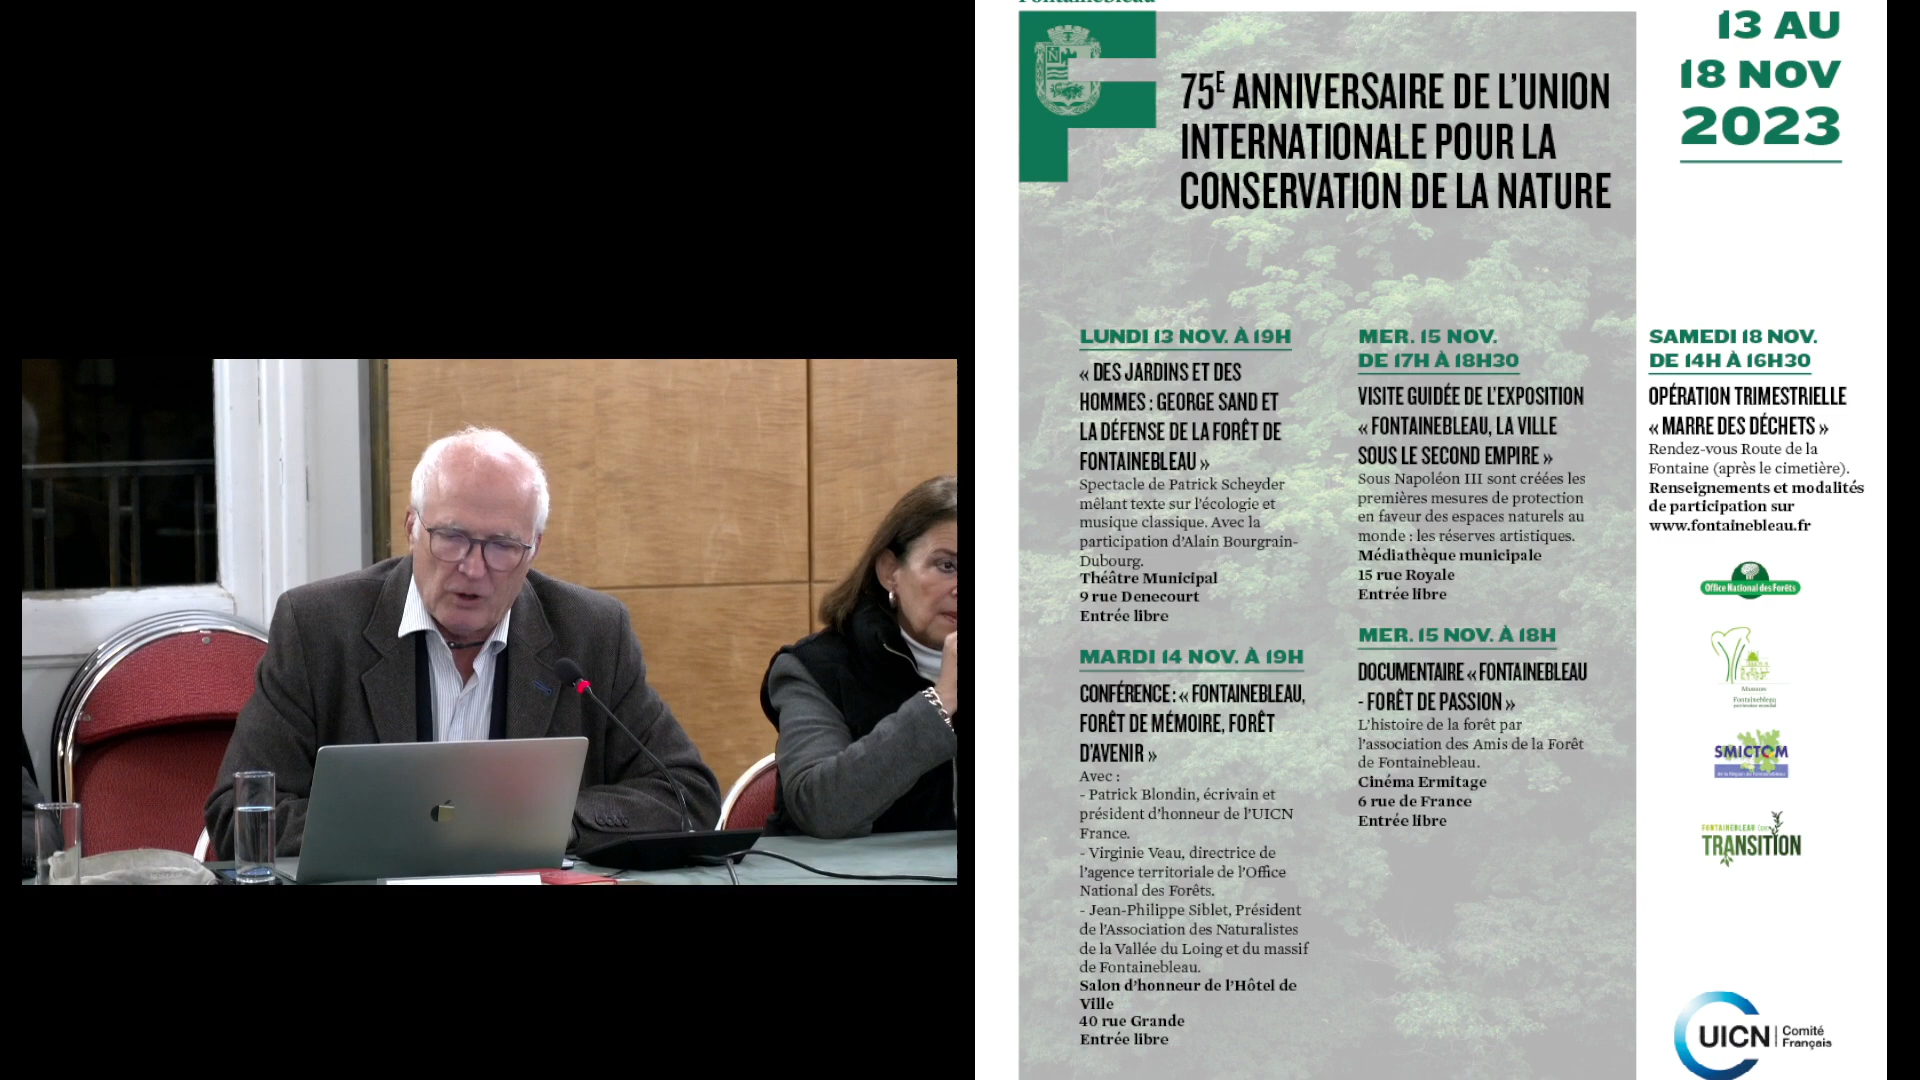 13 AU
18 NOV
2023
75E ANNIVERSAIRE DE L'UNION
INTERNATIONALE POUR LA
CONSERVATION DE LA NATURE
LUNDI 13 NOV. À 19H
« DES JARDINS ET DES
HOMMES : GEORGE SAND ET
LA DÉFENSE DE LA FORÊT DE
FONTAINEBLEAU »
Spectacle de Patrick Scheyder
mêlant texte sur l'écologie et
musique classique. Avec la
participation d'Alain Bourgrain-
Dubourg.
Théâtre Municipal
9 rue Denecourt
Entrée libre
MARDI 14 NOV. À 19H
CONFÉRENCE : « FONTAINEBLEAU,
FORÊT DE MÉMOIRE, FORÊT
D'AVENIR »
Avec :
- Patrick Blondin, écrivain et
président d'honneur de l'UICN
France.
- Virginie Veau, directrice de
l'agence territoriale de l'Office
National des Forêts.
- Jean-Philippe Siblet, Président
de l'Association des Naturalistes
de la Vallée du Loing et du massif
de Fontainebleau.
Salon d'honneur de l'Hôtel de
Ville
40 rue Grande
Entrée libre
MER. 15 NOV.
DE 17H À 18H30
VISITE GUIDÉE DE L'EXPOSITION
« FONTAINEBLEAU, LA VILLE
SOUS LE SECOND EMPIRE »
Sous Napoléon III sont créées les
premières mesures de protection
en faveur des espaces naturels au
monde : les réserves artistiques.
Médiathèque municipale
15 rue Royale
Entrée libre
MER. 15 NOV. À 18H
DOCUMENTAIRE « FONTAINEBLEAU
- FORÊT DE PASSION »
L'histoire de la forêt par
l'association des Amis de la Forêt
de Fontainebleau.
Cinéma Ermitage
6 rue de France
Entrée libre
SAMEDI 18 NOV.
DE 14H À 16H30
OPÉRATION TRIMESTRIELLE
« MARRE DES DÉCHETS »
Rendez-vous Route de la
Fontaine (après le cimetière).
Renseignements et modalités
de participation sur
www.fontainebleau.fr
Office National des Forêts
Fontainebleau
SMICTOM
de la Région de Fontainebleau
FONTAINEBLEAU
TRANSITION
UICN
Comité
Français